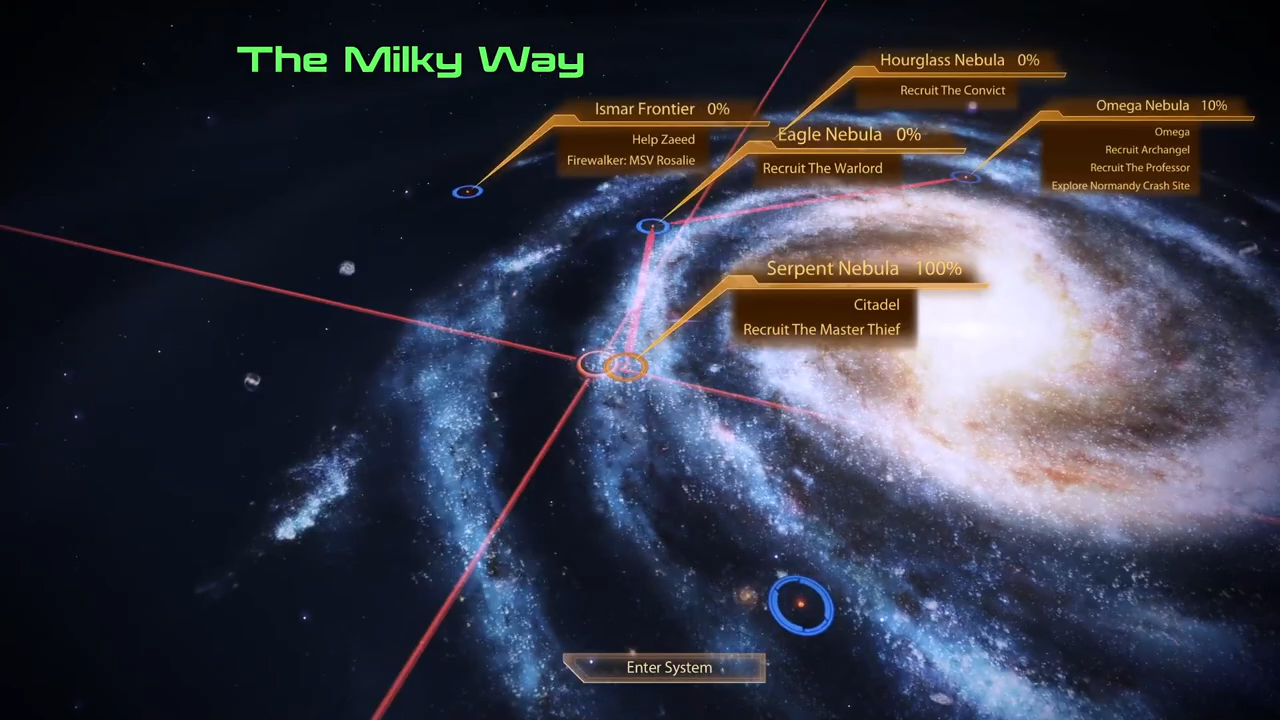 The Milky Way
Hourglass Nebula 0%
Recruit The Convict
Ismar Frontier 0%
Help Zaeed
Firewalker: MSV Rosalie
Eagle Nebula 0%
Recruit The Warlord
Omega Nebula 10%
Omega
Recruit Archangel
Recruit The Professor
Explore Normandy Crash Site
Serpent Nebula 100%
Citadel
Recruit The Master Thief
Enter System